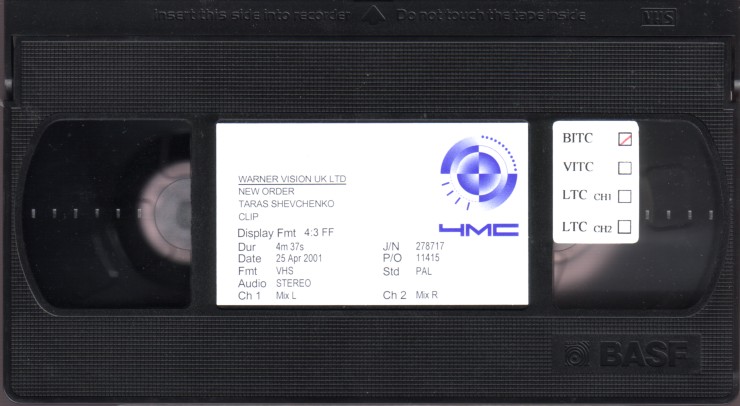 Insert this side into recorder Do not touch the tape inside VHS
WARNER VISION UK LTD
NEW ORDER
TARAS SHEVCHENKO
CLIP
Display Fmt 4:3 FF
Dur 4m 37s J/N 278717
Date 25 Apr 2001 P/O 11415
Fmt VHS Std PAL
Audio STEREO
Ch 1 Mix L Ch 2 Mix R
4MC
BITC
VITC
LTC CH1
LTC CH2
BASF